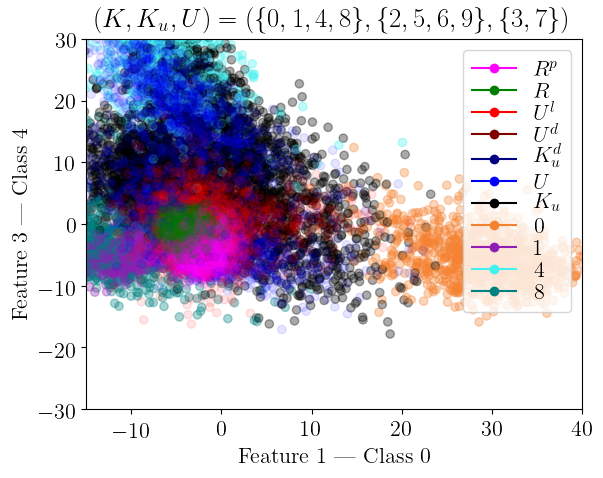 (K, K_u, U) = ({0, 1, 4, 8}, {2, 5, 6, 9}, {3, 7})
30
20
10
0
−10
−20
−30
Feature 3 — Class 4
−10
0
10
20
30
40
Feature 1 — Class 0
R^p
R
U^l
U^d
K_u^d
U
K_u
0
1
4
8